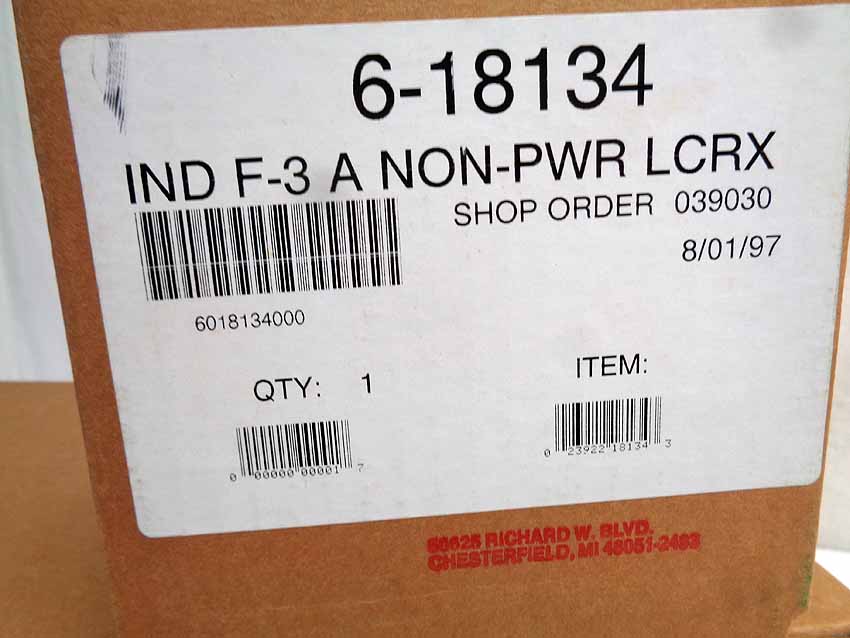 6-18134
IND F-3 A NON-PWR LCRX
SHOP ORDER 039030
8/01/97
6018134000
QTY: 1
ITEM:
0 00000 00001 7
0 23922 18134 3
50625 RICHARD W. BLVD.
CHESTERFIELD, MI 48051-2493